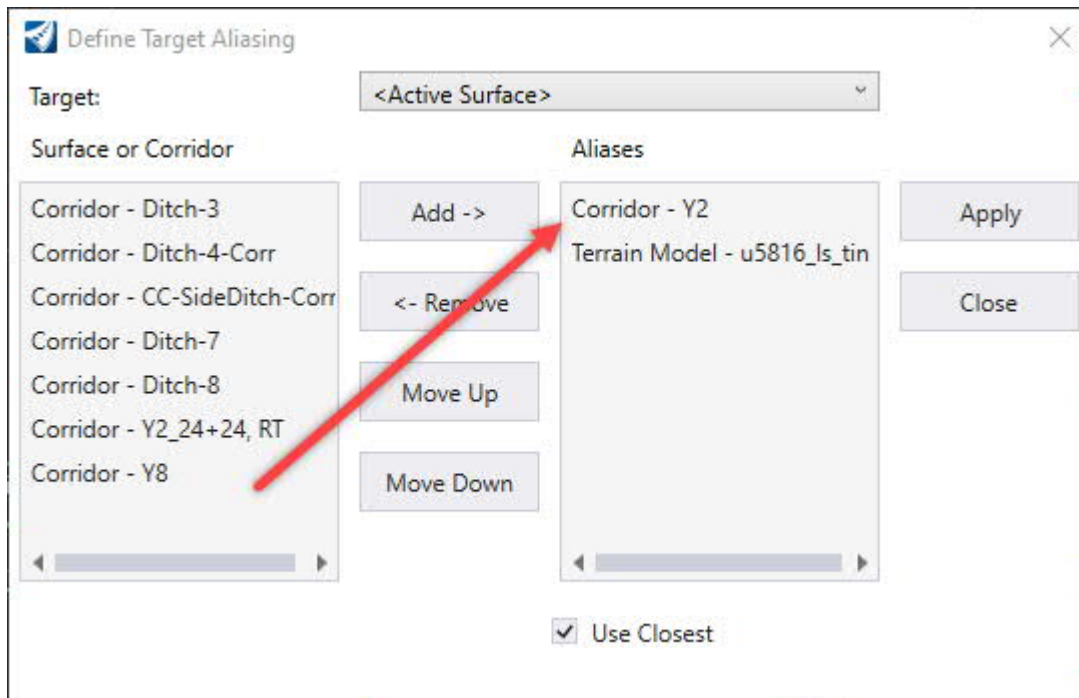 Define Target Aliasing
Target:
<Active Surface>
Surface or Corridor
Aliases
Corridor - Ditch-3
Corridor - Ditch-4-Corr
Corridor - CC-SideDitch-Corr
Corridor - Ditch-7
Corridor - Ditch-8
Corridor - Y2_24+24, RT
Corridor - Y8
Add ->
<- Remove
Move Up
Move Down
Corridor - Y2
Terrain Model - u5816_ls_tin
Apply
Close
Use Closest